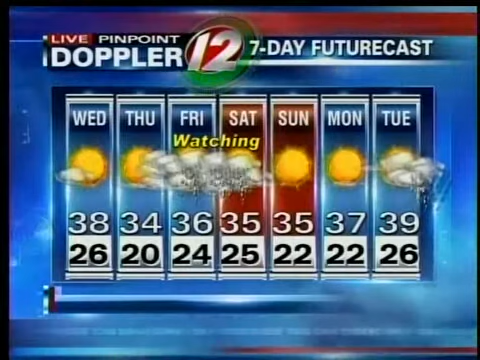 LIVE PINPOINT
DOPPLER 12 7-DAY FUTURECAST
WED THU FRI SAT SUN MON TUE
Watching
38 34 36 35 35 37 39
26 20 24 25 22 22 26